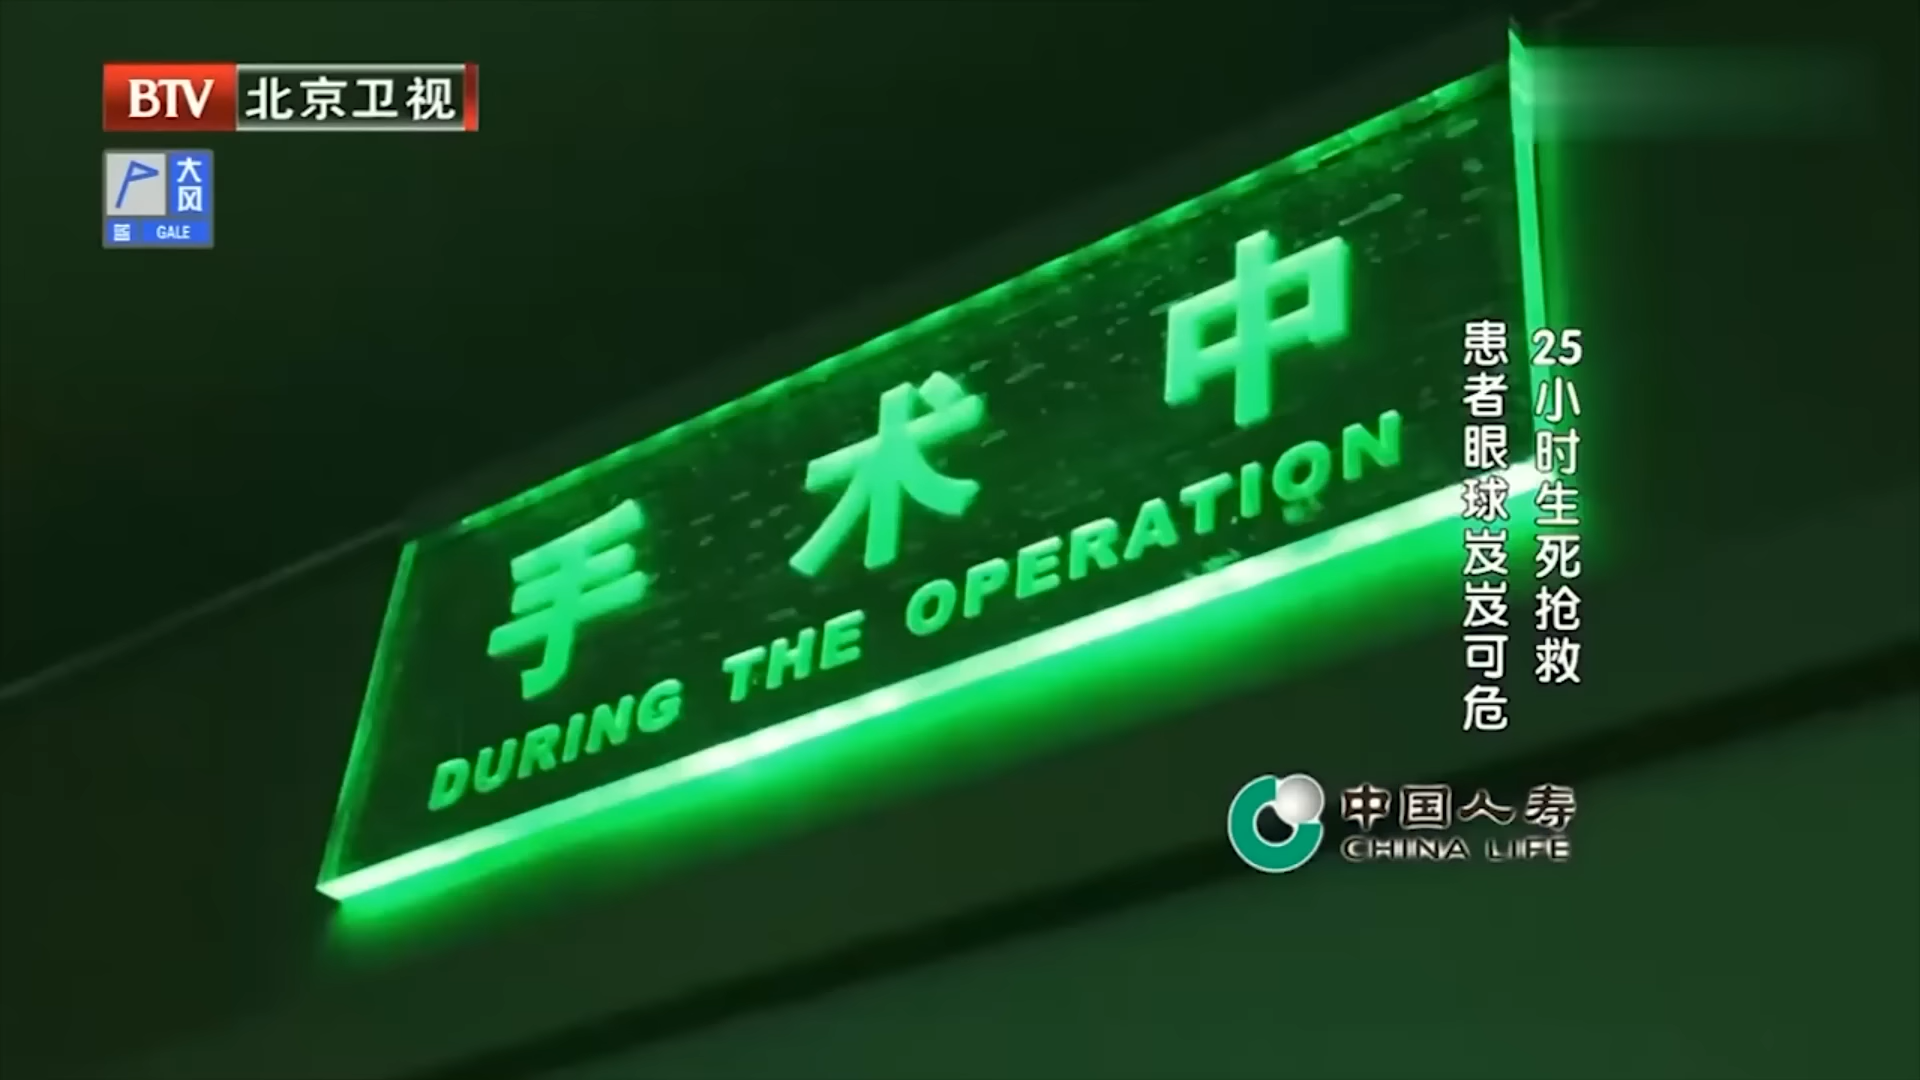 BTV 北京卫视
大风
蓝 GALE
手术中
DURING THE OPERATION
25小时生死抢救
患者眼球岌岌可危
中国人寿
CHINA LIFE